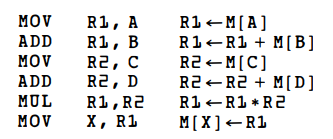 MOV R1, A R1←M[A]
ADD R1, B R1←R1 + M[B]
MOV R2, C R2←M[C]
ADD R2, D R2←R2 + M[D]
MUL R1,R2 R1←R1*R2
MOV X, R1 M[X]←R1